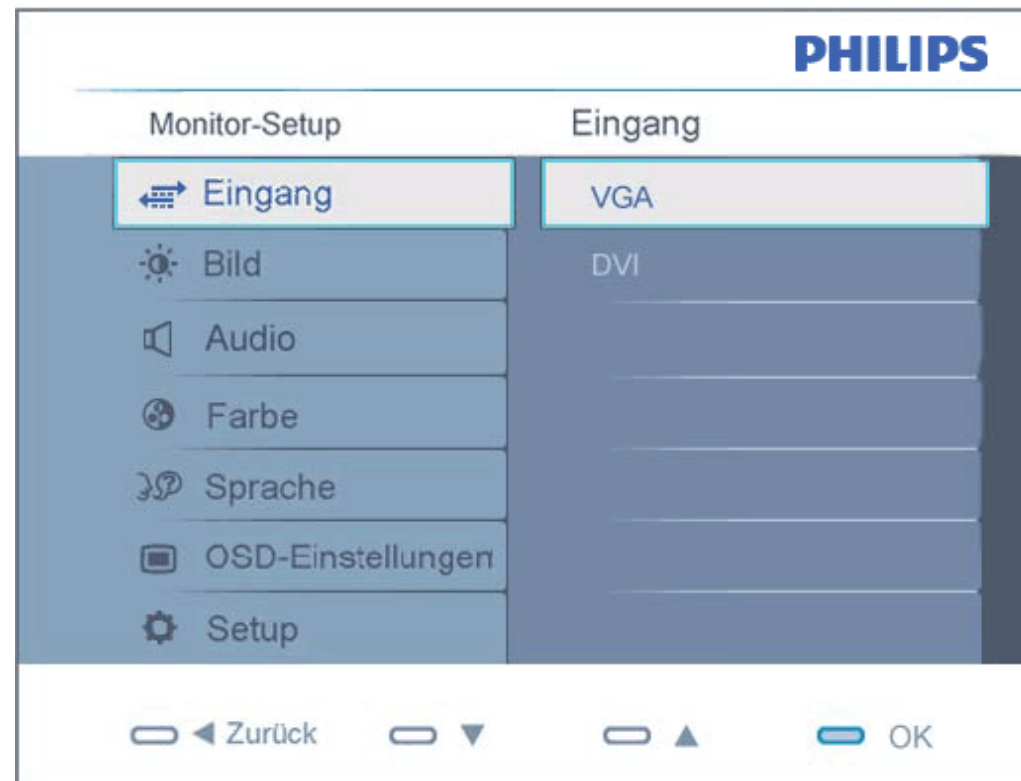 PHILIPS
Monitor-Setup
Eingang
Eingang
VGA
Bild
DVI
Audio
Farbe
Sprache
OSD-Einstellungen
Setup
Zurück
OK